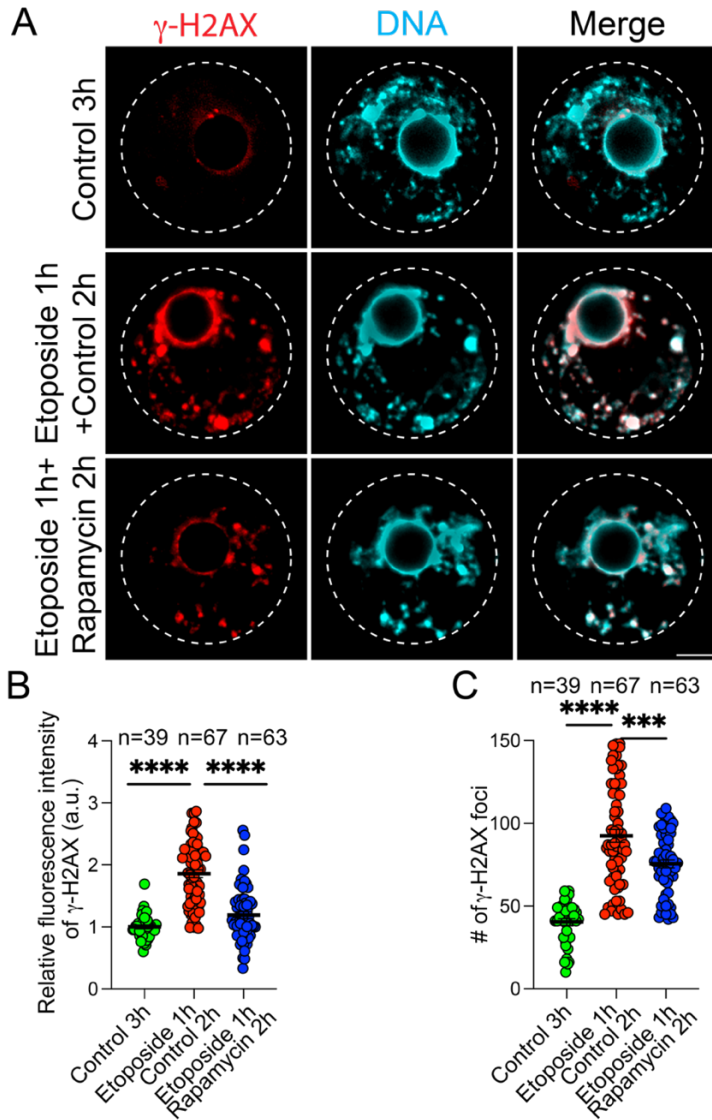 A
γ-H2AX DNA Merge
Control 3h
Etoposide 1h
+Control 2h
Etoposide 1h+
Rapamycin 2h
B
n=39 n=67 n=63
**** ****
Relative fluorescence intensity
of γ-H2AX (a.u.)
4
3
2
1
0
Control 3h
Etoposide 1h
Control 2h
Etoposide 1h
Rapamycin 2h
C
n=39 n=67 n=63
**** ***
# of γ-H2AX foci
150
100
50
0
Control 3h
Etoposide 1h
Control 2h
Etoposide 1h
Rapamycin 2h